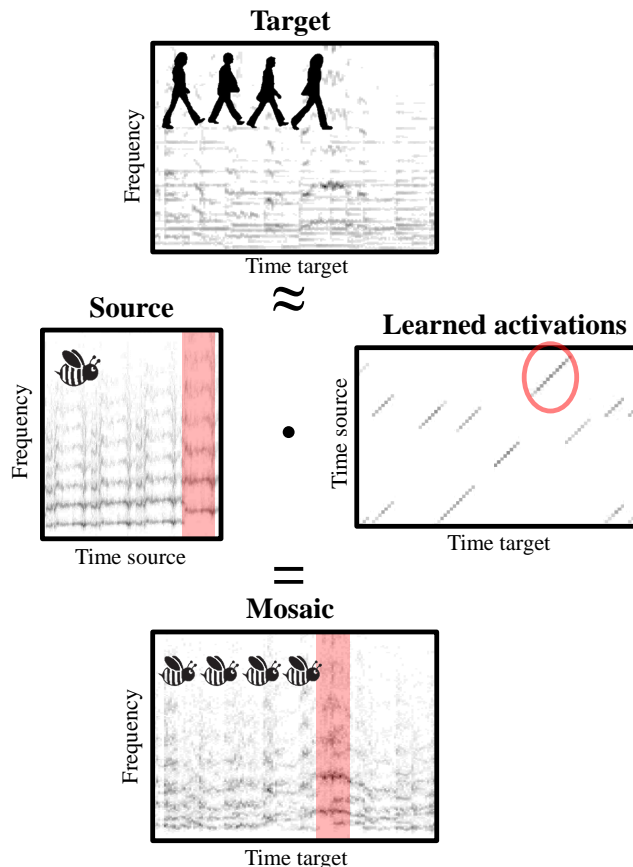 Target
Frequency
Time target
≈
Source
Learned activations
Frequency
Time source
·
Time source
Time target
=
Mosaic
Frequency
Time target